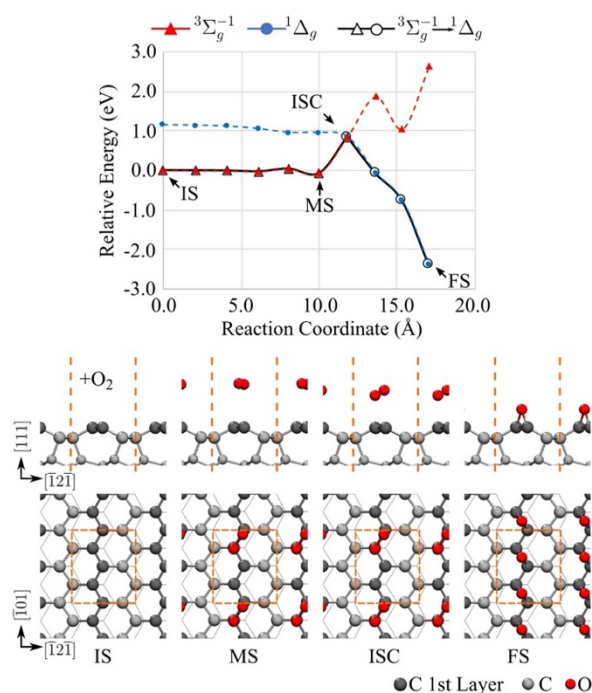 ³Σg⁻¹ ¹Δg ³Σg⁻¹→¹Δg
3.0
2.0
1.0
0.0
-1.0
-2.0
-3.0
Relative Energy (eV)
ISC
IS
MS
FS
0.0 5.0 10.0 15.0 20.0
Reaction Coordinate (Å)
+O₂
[111]
[1̅21̅]
[1̅01]
[1̅21̅]
IS MS ISC FS
C 1st Layer C O